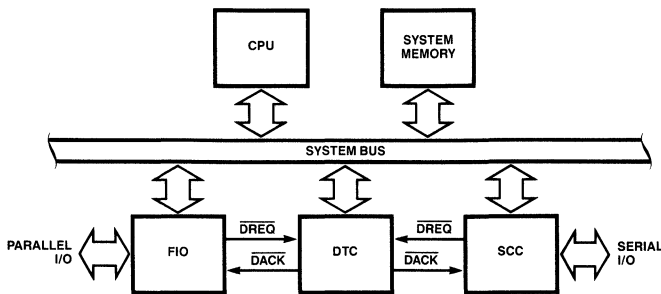 CPU
SYSTEM
MEMORY
SYSTEM BUS
PARALLEL
I/O
FIO
DREQ
DACK
DTC
DREQ
DACK
SCC
SERIAL
I/O